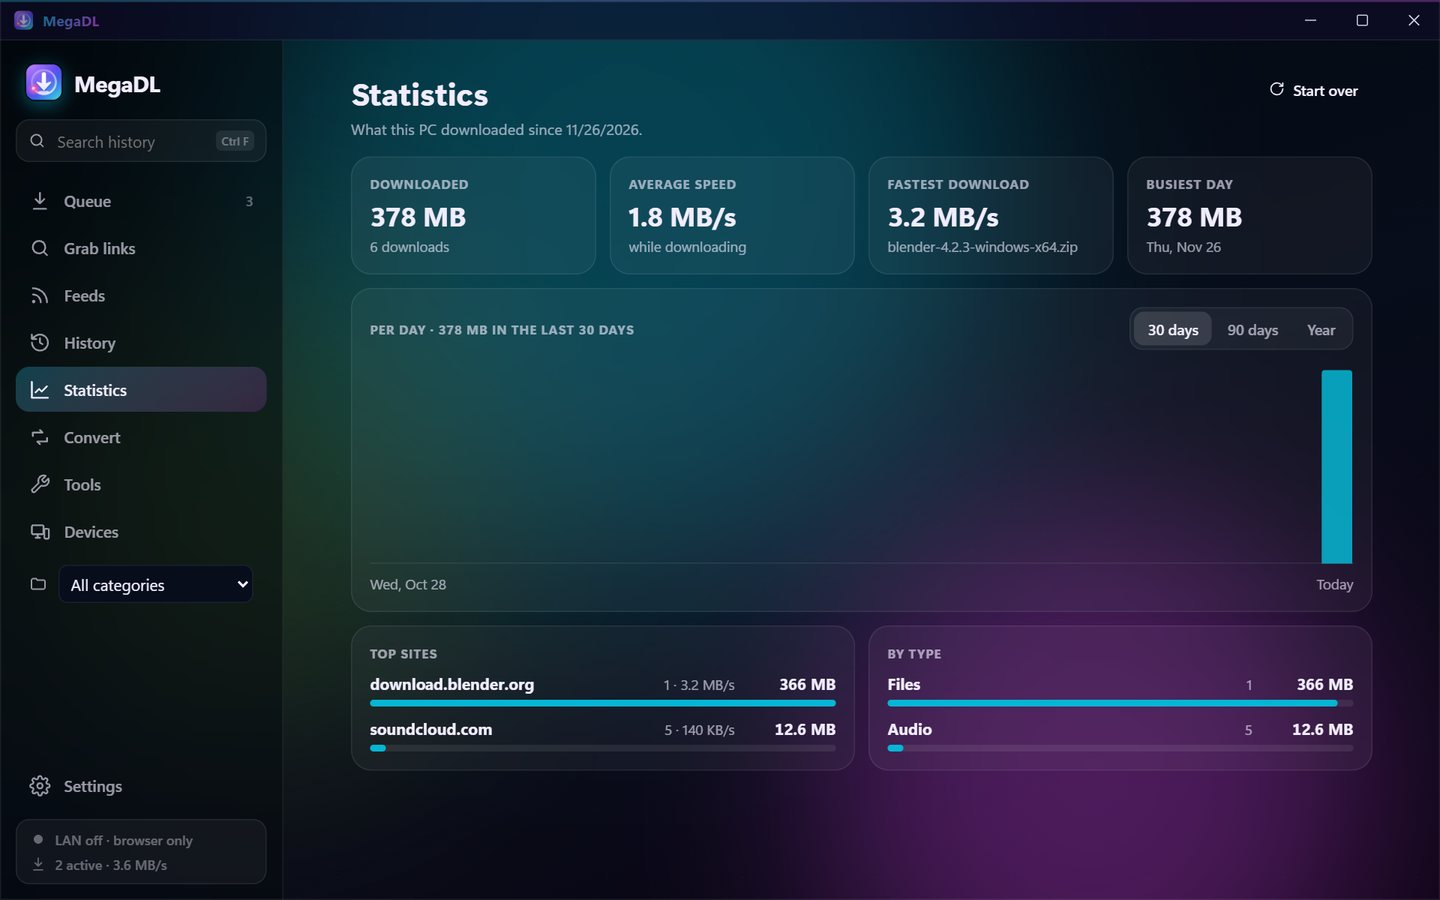 MegaDL
MegaDL
Search history Ctrl F
Queue 3
Grab links
Feeds
History
Statistics
Convert
Tools
Devices
All categories
Settings
LAN off · browser only
2 active · 3.6 MB/s
Statistics
Start over
What this PC downloaded since 11/26/2026.
DOWNLOADED
378 MB
6 downloads
AVERAGE SPEED
1.8 MB/s
while downloading
FASTEST DOWNLOAD
3.2 MB/s
blender-4.2.3-windows-x64.zip
BUSIEST DAY
378 MB
Thu, Nov 26
PER DAY · 378 MB IN THE LAST 30 DAYS
30 days 90 days Year
Wed, Oct 28 Today
TOP SITES
download.blender.org 1 · 3.2 MB/s 366 MB
soundcloud.com 5 · 140 KB/s 12.6 MB
BY TYPE
Files 1 366 MB
Audio 5 12.6 MB